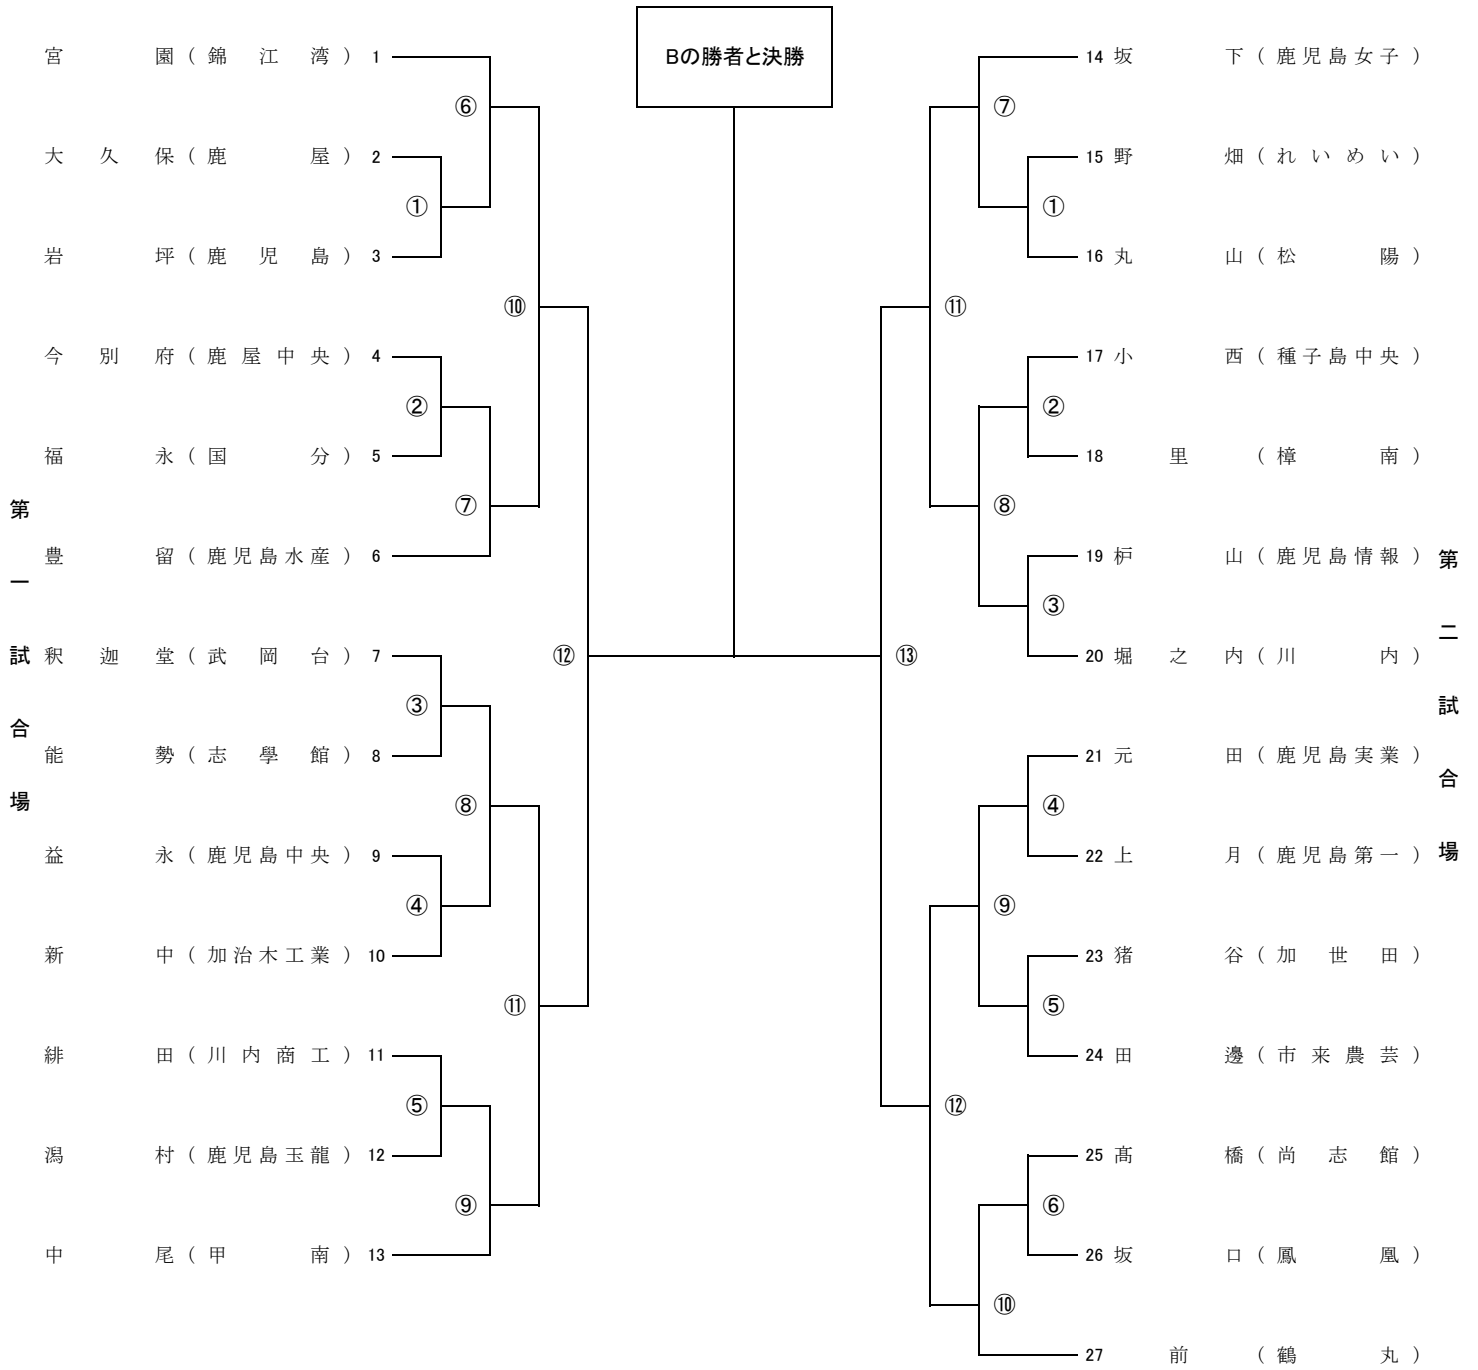 Bの勝者と決勝
第一試合場
宮園(錦江湾) 1
⑥
大久保(鹿屋) 2
①
岩坪(鹿児島) 3
⑩
今別府(鹿屋中央) 4
②
福永(国分) 5
⑦
豊留(鹿児島水産) 6
⑫
釈迦堂(武岡台) 7
③
能勢(志學館) 8
⑧
益永(鹿児島中央) 9
④
新中(加治木工業) 10
⑪
緋田(川内商工) 11
⑤
潟村(鹿児島玉龍) 12
⑨
中尾(甲南) 13
第二試合場
14 坂下(鹿児島女子)
⑦
15 野畑(れいめい)
①
16 丸山(松陽)
⑪
17 小西(種子島中央)
②
18 里(樟南)
⑧
19 枦山(鹿児島情報)
③
20 堀之内(川内)
⑬
21 元田(鹿児島実業)
④
22 上月(鹿児島第一)
⑨
23 猪谷(加世田)
⑤
24 田邊(市来農芸)
⑫
25 髙橋(尚志館)
⑥
26 坂口(鳳凰)
⑩
27 前(鶴丸)